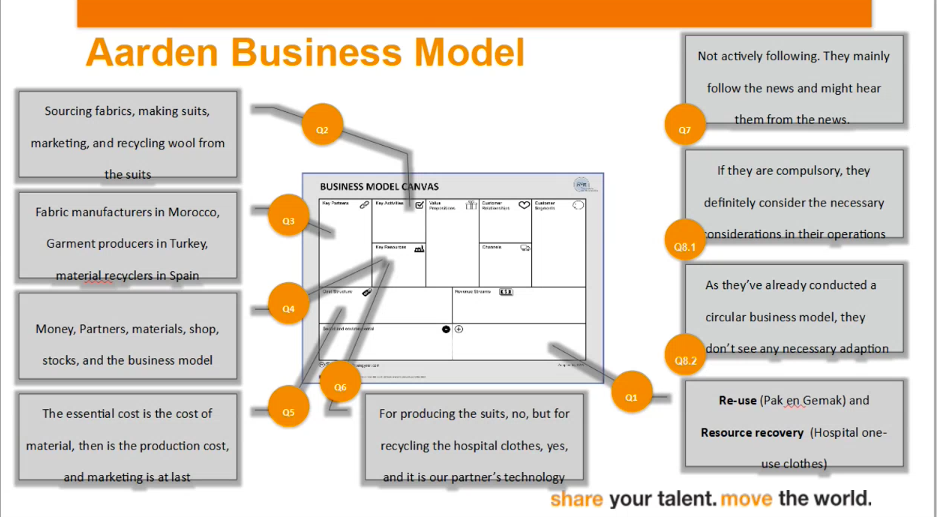 Aarden Business Model
Sourcing fabrics, making suits,
marketing, and recycling wool from
the suits
Q2
Fabric manufacturers in Morocco,
Garment producers in Turkey,
material recyclers in Spain
Q3
Money, Partners, materials, shop,
stocks, and the business model
Q4
The essential cost is the cost of
material, then is the production cost,
and marketing is at last
Q5
BUSINESS MODEL CANVAS
Key Partners
Key Activities
Value
Propositions
Customer
Relationships
Customer
Segments
Key Resources
Channels
Cost Structure
Revenue Streams
Q6
For producing the suits, no, but for
recycling the hospital clothes, yes,
and it is our partner's technology
Not actively following. They mainly
follow the news and might hear
them from the news.
Q7
If they are compulsory, they
definitely consider the necessary
considerations in their operations
Q8.1
As they've already conducted a
circular business model, they
don't see any necessary adaption
Q8.2
Re-use (Pak en Gemak) and
Resource recovery (Hospital one-
use clothes)
Q1
share your talent. move the world.